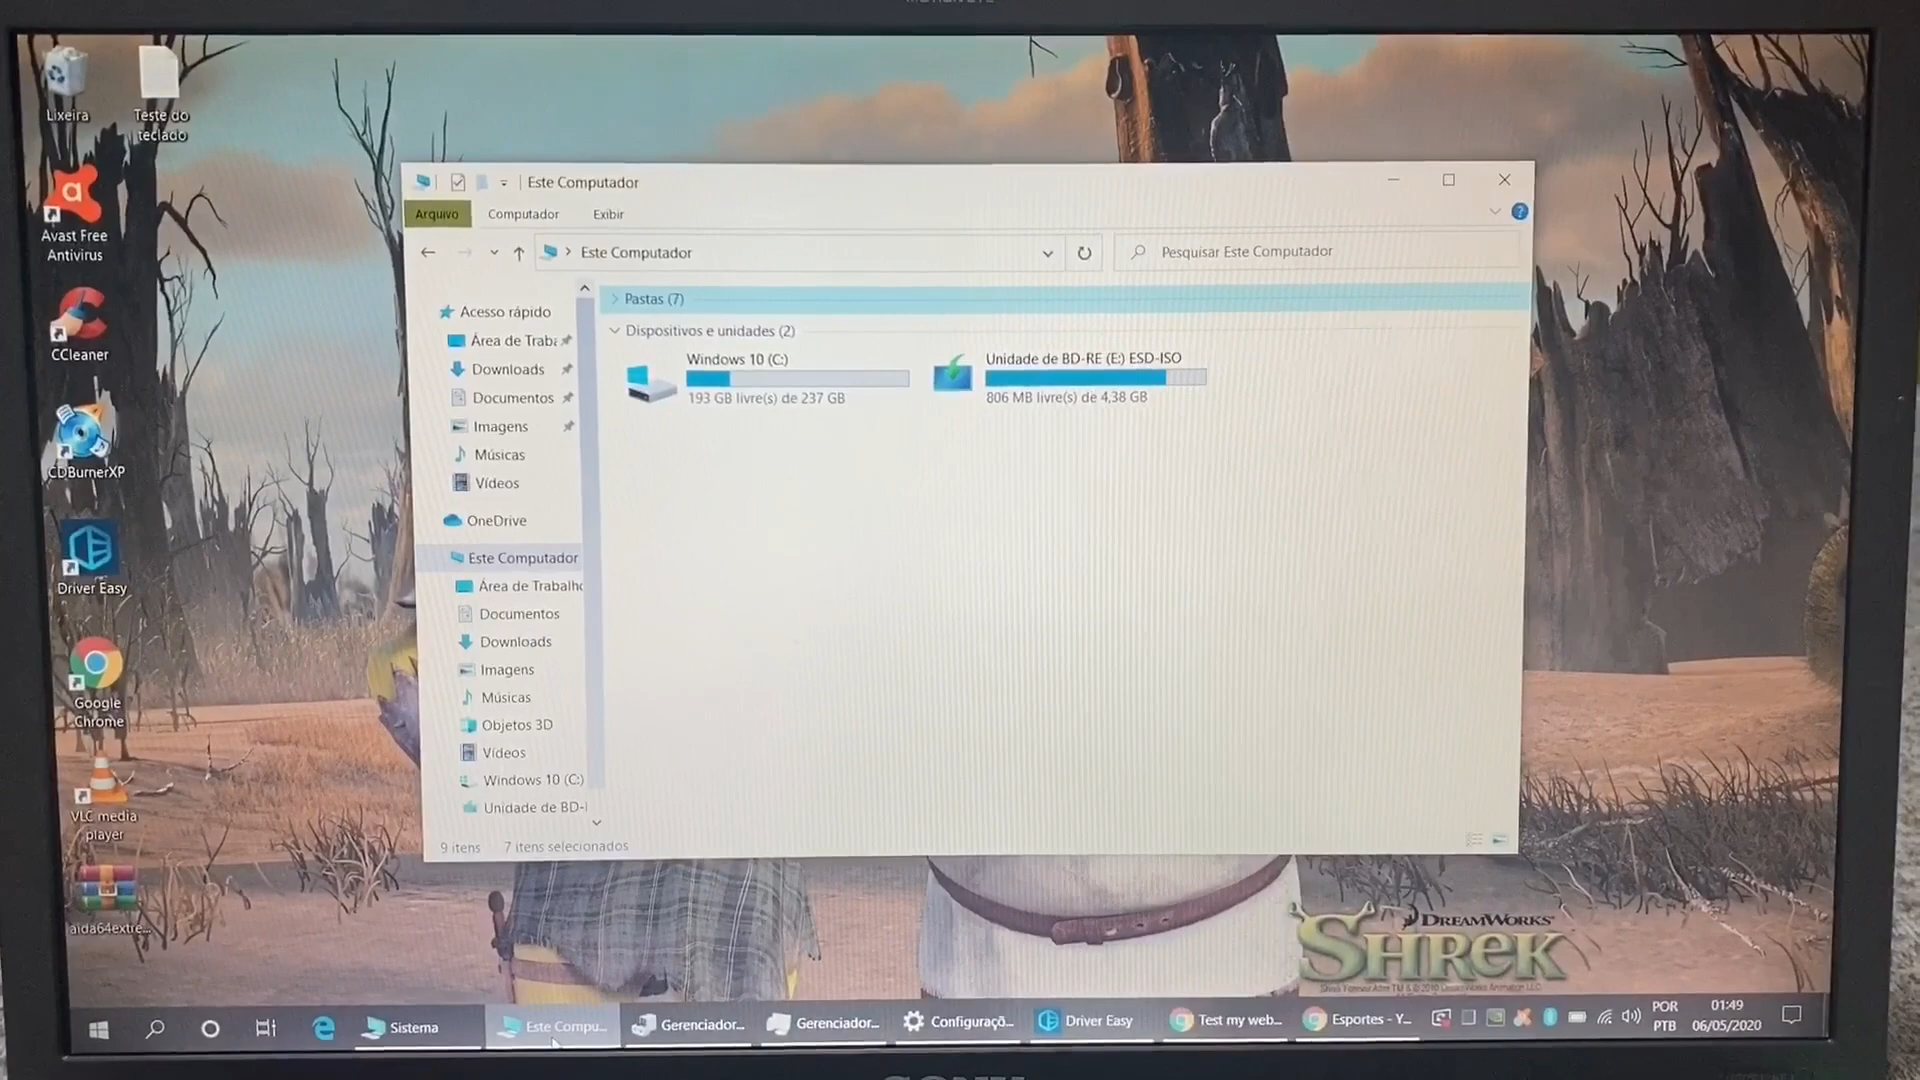 Lixeira
Teste do
teclado
Avast Free
Antivirus
CCleaner
CDBurnerXP
Driver Easy
Google
Chrome
VLC media
player
aida64extre...
Este Computador
Arquivo
Computador
Exibir
Este Computador
Pesquisar Este Computador
Acesso rápido
Área de Traba
Downloads
Documentos
Imagens
Músicas
Vídeos
OneDrive
Este Computador
Área de Trabalho
Documentos
Downloads
Imagens
Músicas
Objetos 3D
Vídeos
Windows 10 (C:)
Unidade de BD-
Pastas (7)
Dispositivos e unidades (2)
Windows 10 (C:)
193 GB livre(s) de 237 GB
Unidade de BD-RE (E:) ESD-ISO
806 MB livre(s) de 4,38 GB
9 itens
7 itens selecionados
DREAMWORKS
SHREK
Sistema
Este Compu...
Gerenciador...
Gerenciador...
Configuraçõ...
Driver Easy
Test my web...
Esportes - Y...
POR
PTB
01:49
06/05/2020